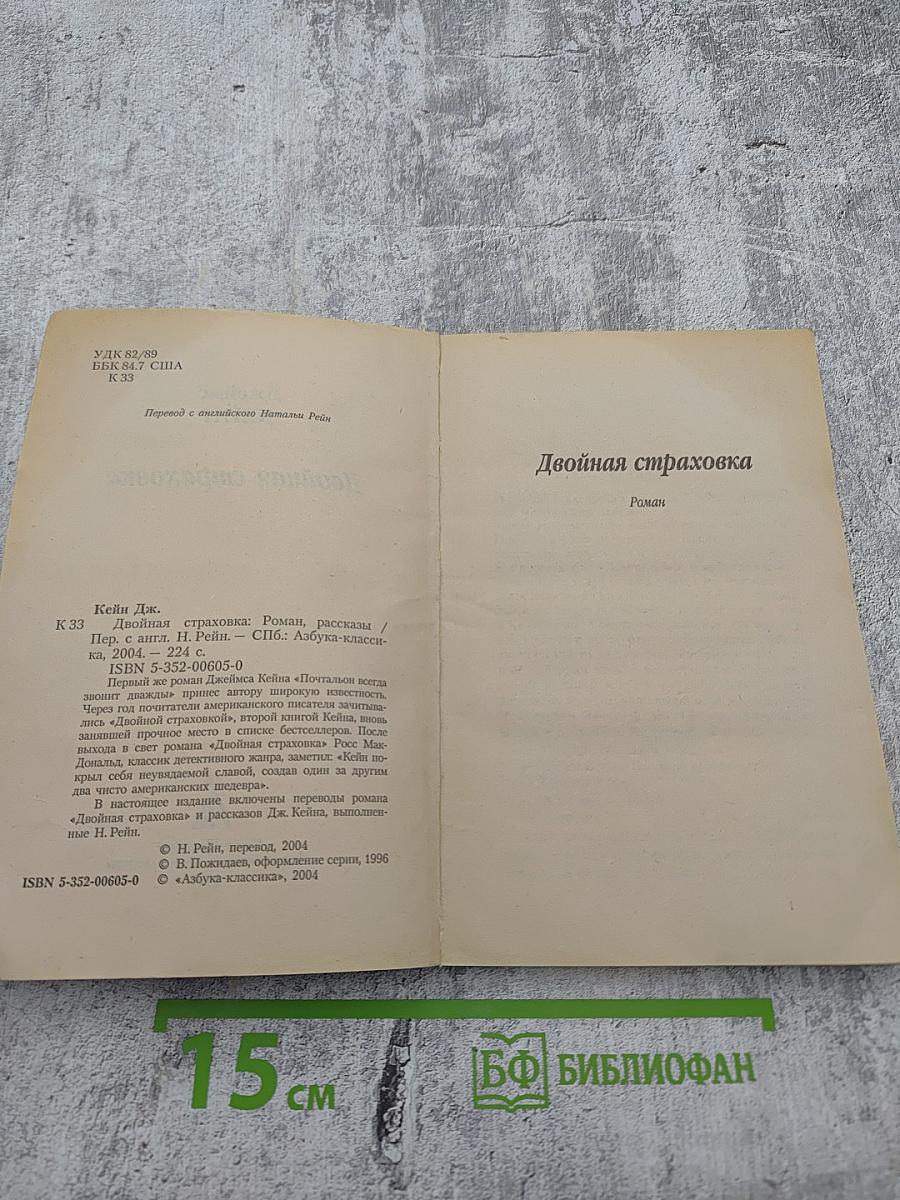 УДК 82/89
ББК 84.7 США
К 33
Перевод с английского Натальи Рейн
Кейн Дж.
К 33 Двойная страховка: Роман, рассказы /
Пер. с англ. Н. Рейн. — СПб.: Азбука-класси-
ка, 2004. — 224 с.
ISBN 5-352-00605-0
Первый же роман Джеймса Кейна «Почтальон всегда
звонит дважды» принес автору широкую известность.
Через год почитатели американского писателя зачитыва-
лись «Двойной страховкой», второй книгой Кейна, вновь
занявшей прочное место в списке бестселлеров. После
выхода в свет романа «Двойная страховка» Росс Мак-
Дональд, классик детективного жанра, заметил: «Кейн по-
крыл себя неувядаемой славой, создав один за другим
два чисто американских шедевра».
В настоящее издание включены переводы романа
«Двойная страховка» и рассказов Дж. Кейна, выполнен-
ные Н. Рейн.
© Н. Рейн, перевод, 2004
© В. Пожидаев, оформление серии, 1996
ISBN 5-352-00605-0 © «Азбука-классика», 2004
Двойная страховка
Роман
15 см
БФ БИБЛИОФАН